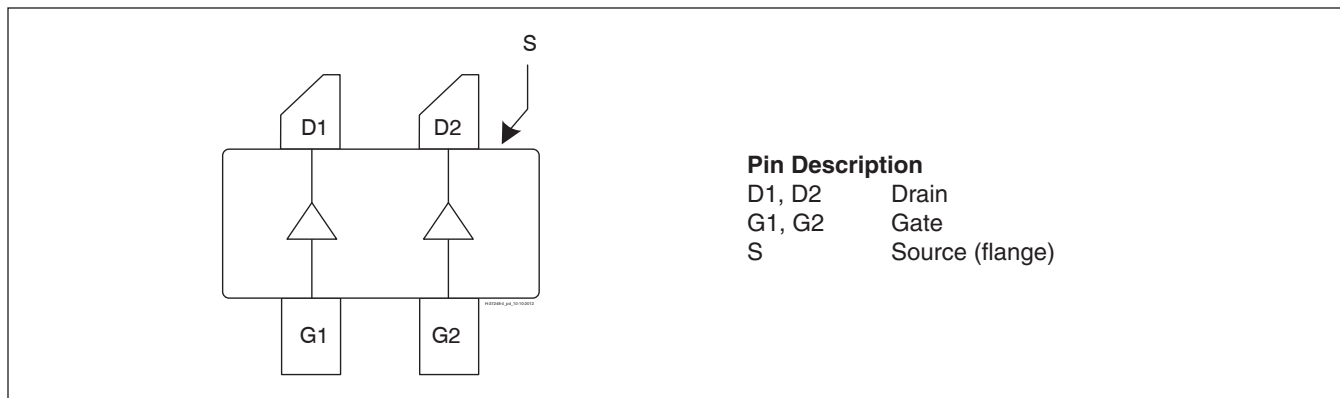 S
D1 D2
Pin Description
D1, D2 Drain
G1, G2 Gate
S Source (flange)
G1 G2